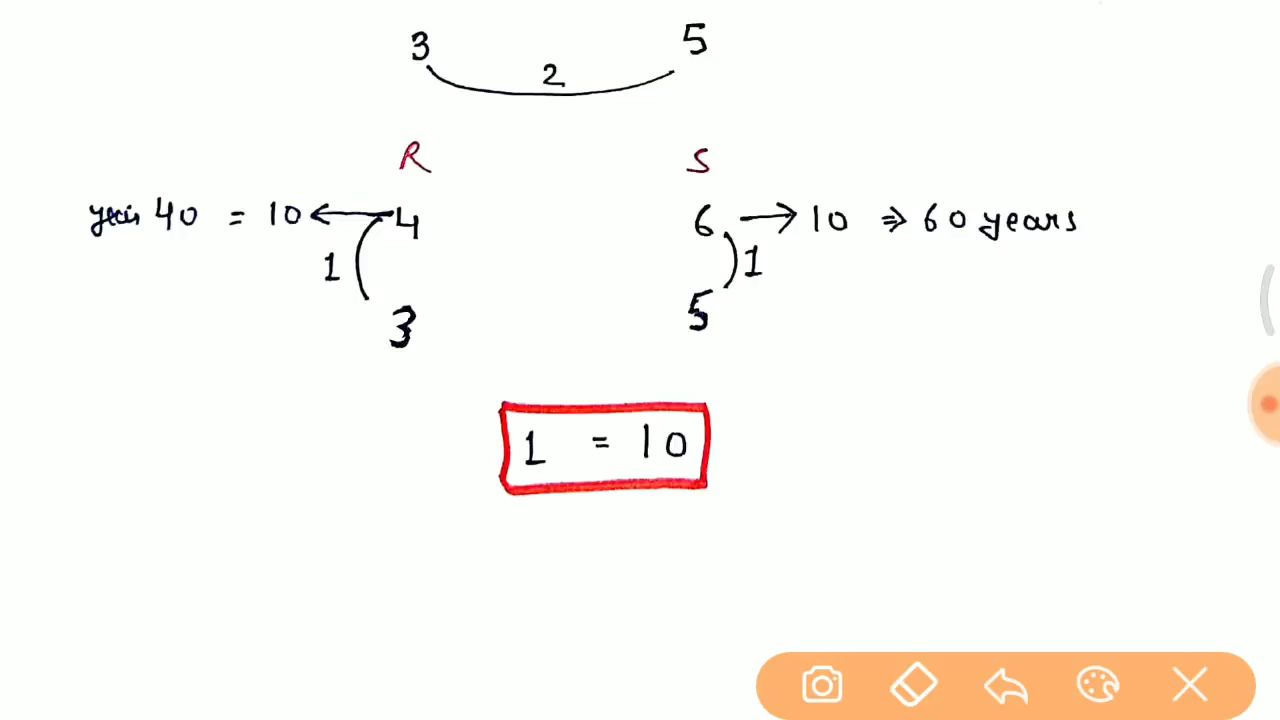 3 5
2
R S
40 = 10 ← 4 6 → 10 ⇒ 60 years
1 1
3 5
1 = 10